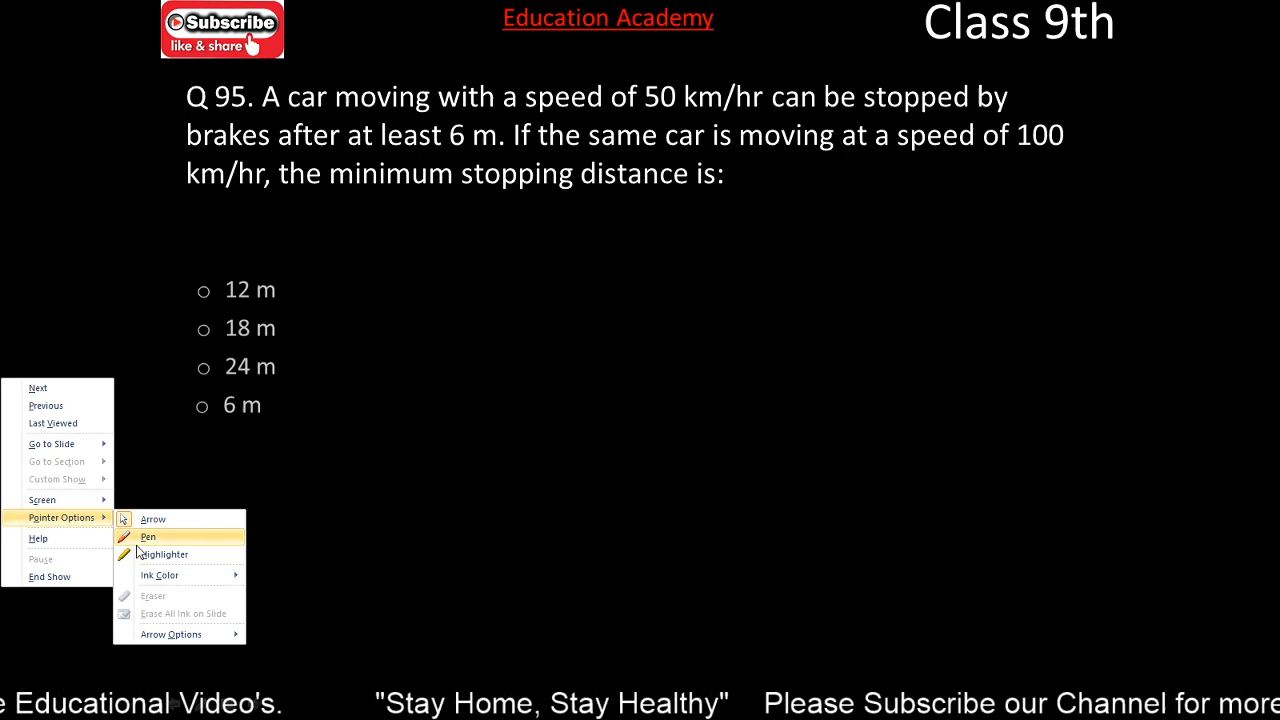 Subscribe
like & share
Education Academy
Class 9th
Q 95. A car moving with a speed of 50 km/hr can be stopped by
brakes after at least 6 m. If the same car is moving at a speed of 100
km/hr, the minimum stopping distance is:
o 12 m
o 18 m
o 24 m
o 6 m
Next
Previous
Last Viewed
Go to Slide
Go to Section
Custom Show
Screen
Pointer Options
Help
Pause
End Show
Arrow
Pen
Highlighter
Ink Color
Eraser
Erase All Ink on Slide
Arrow Options
e Educational Video's. "Stay Home, Stay Healthy" Please Subscribe our Channel for more